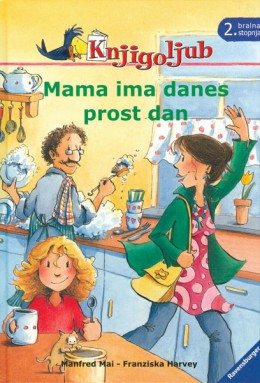 Knjigoljub
2. bralna
stopnja
Mama ima danes
prost dan
Manfred Mai - Franziska Harvey
Ravensburger